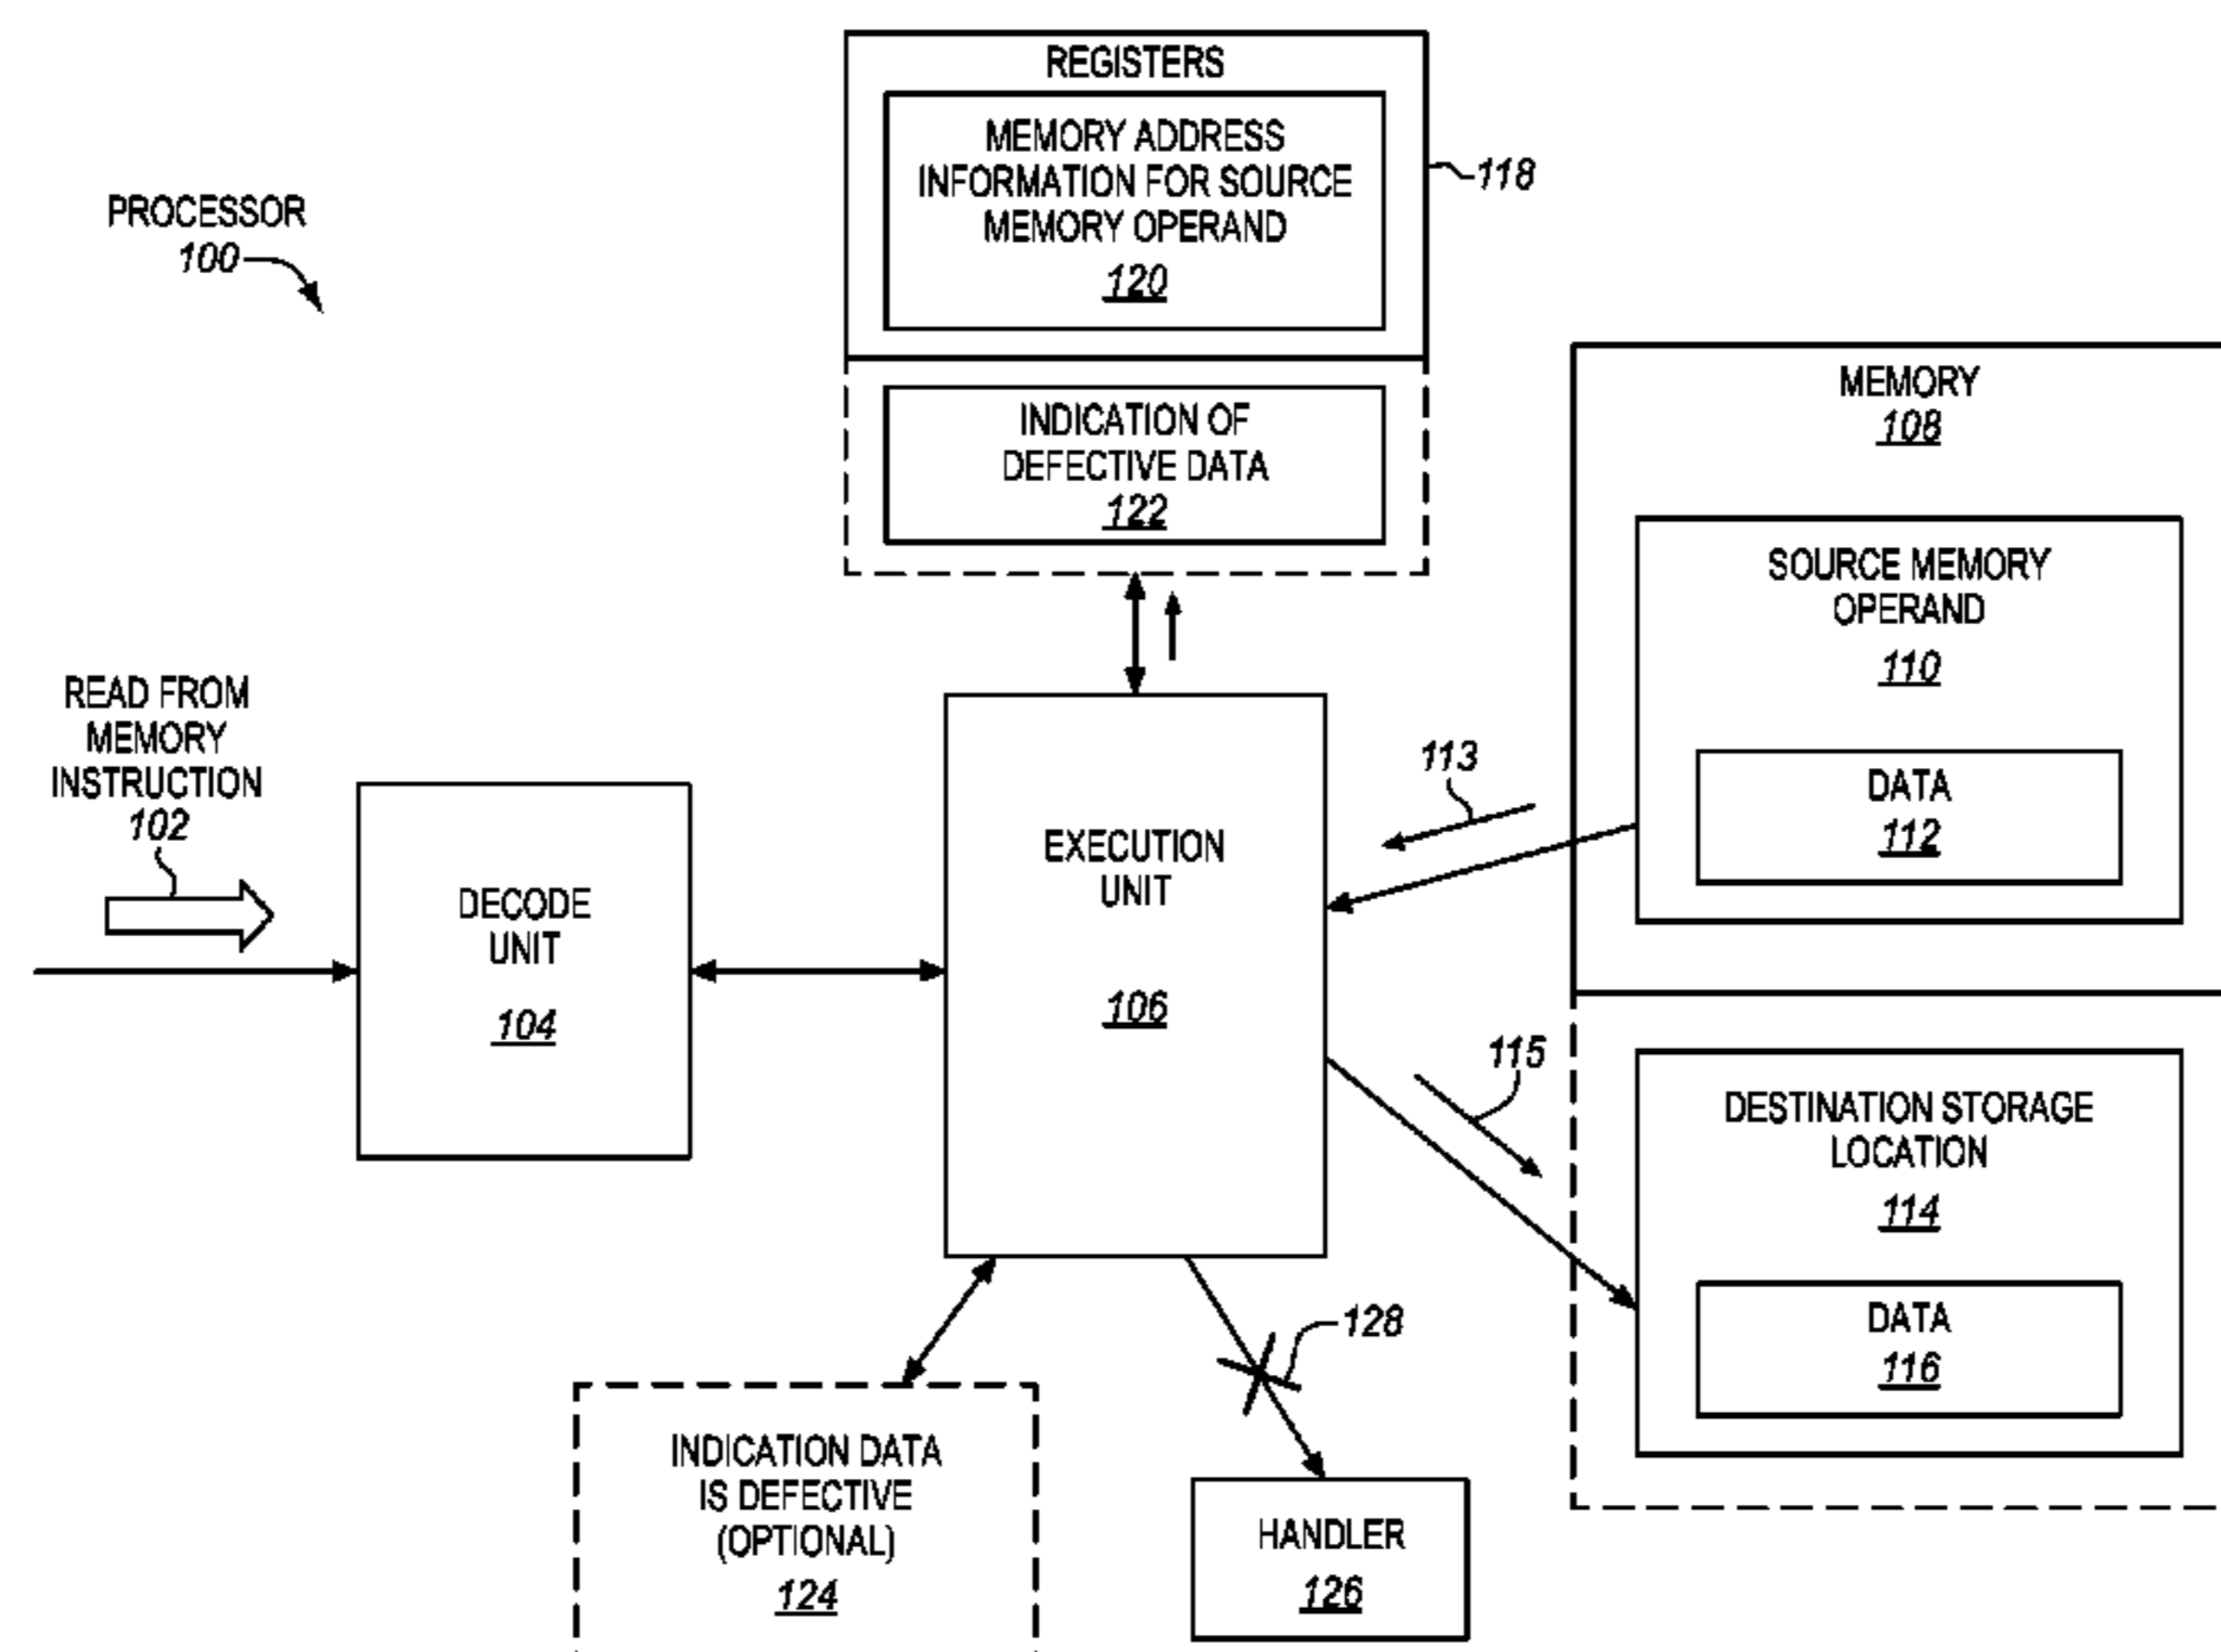 REGISTERS
MEMORY ADDRESS
INFORMATION FOR SOURCE
MEMORY OPERAND
120
118
PROCESSOR
100
INDICATION OF
DEFECTIVE DATA
122
MEMORY
108
SOURCE MEMORY
OPERAND
110
DATA
112
READ FROM
MEMORY
INSTRUCTION
102
DECODE
UNIT
104
EXECUTION
UNIT
106
113
115
DESTINATION STORAGE
LOCATION
114
DATA
116
128
INDICATION DATA
IS DEFECTIVE
(OPTIONAL)
124
HANDLER
126